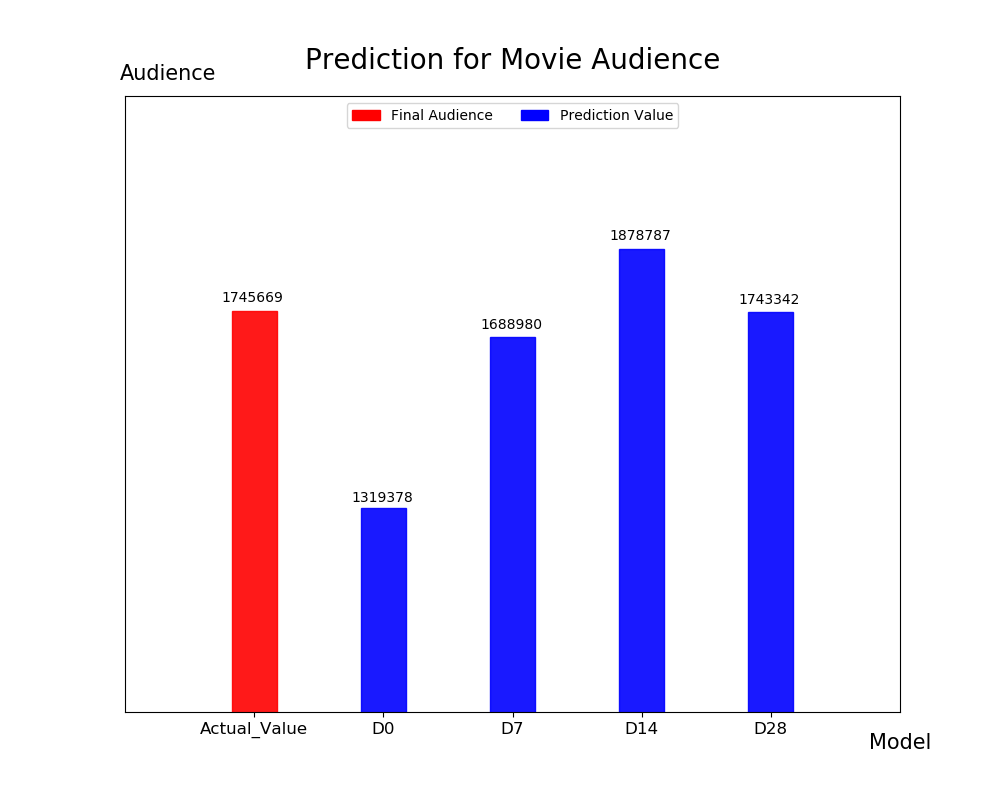 Prediction for Movie Audience
Audience
Final Audience
Prediction Value
1878787
1745669
1743342
1688980
1319378
Actual_Value
D0
D7
D14
D28
Model